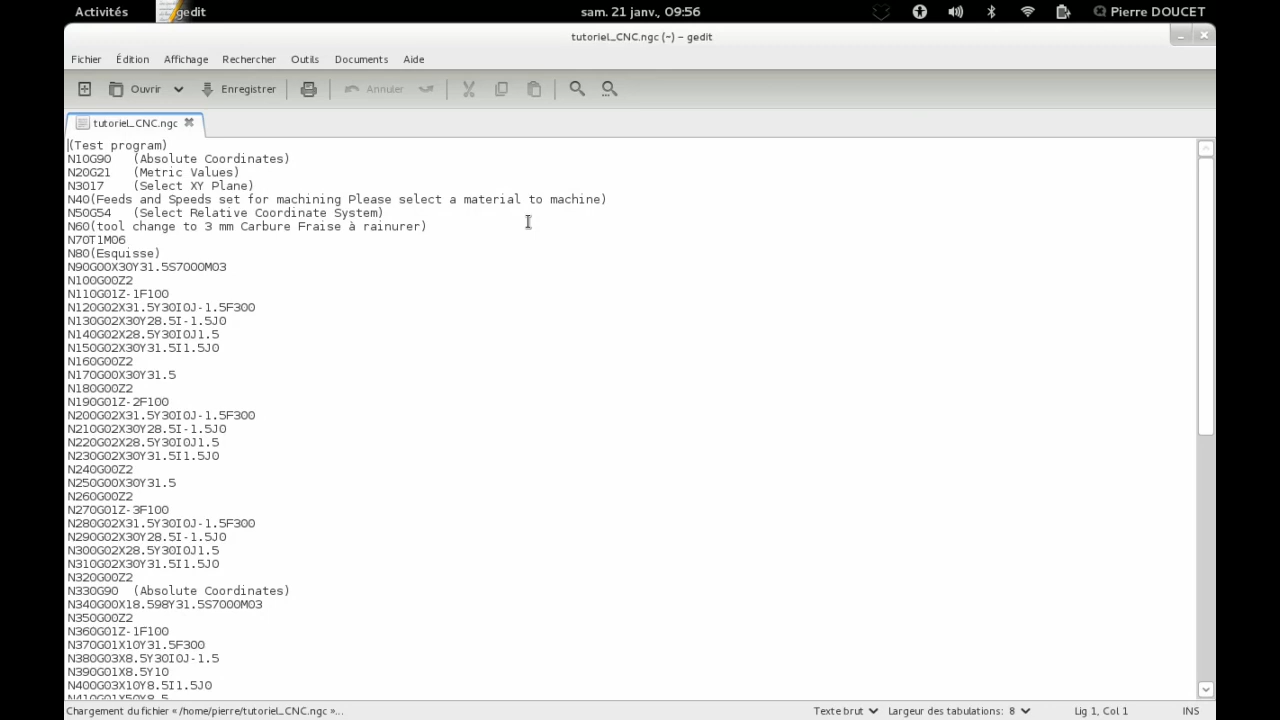 Activités gedit sam. 21 janv., 09:56 Pierre DOUCET
tutoriel_CNC.ngc (~) – gedit
Fichier Édition Affichage Rechercher Outils Documents Aide
Ouvrir Enregistrer Annuler
tutoriel_CNC.ngc
(Test program)
N10G90 (Absolute Coordinates)
N20G21 (Metric Values)
N3017 (Select XY Plane)
N40(Feeds and Speeds set for machining Please select a material to machine)
N50G54 (Select Relative Coordinate System)
N60(tool change to 3 mm Carbure Fraise à rainurer)
N70T1M06
N80(Esquisse)
N90G00X30Y31.5S7000M03
N100G00Z2
N110G01Z-1F100
N120G02X31.5Y30I0J-1.5F300
N130G02X30Y28.5I-1.5J0
N140G02X28.5Y30I0J1.5
N150G02X30Y31.5I1.5J0
N160G00Z2
N170G00X30Y31.5
N180G00Z2
N190G01Z-2F100
N200G02X31.5Y30I0J-1.5F300
N210G02X30Y28.5I-1.5J0
N220G02X28.5Y30I0J1.5
N230G02X30Y31.5I1.5J0
N240G00Z2
N250G00X30Y31.5
N260G00Z2
N270G01Z-3F100
N280G02X31.5Y30I0J-1.5F300
N290G02X30Y28.5I-1.5J0
N300G02X28.5Y30I0J1.5
N310G02X30Y31.5I1.5J0
N320G00Z2
N330G90 (Absolute Coordinates)
N340G00X18.598Y31.5S7000M03
N350G00Z2
N360G01Z-1F100
N370G01X10Y31.5F300
N380G03X8.5Y30I0J-1.5
N390G01X8.5Y10
N400G03X10Y8.5I1.5J0
N410G01X50Y8.5
Chargement du fichier « /home/pierre/tutoriel_CNC.ngc »... Texte brut Largeur des tabulations: 8 Lig 1, Col 1 INS